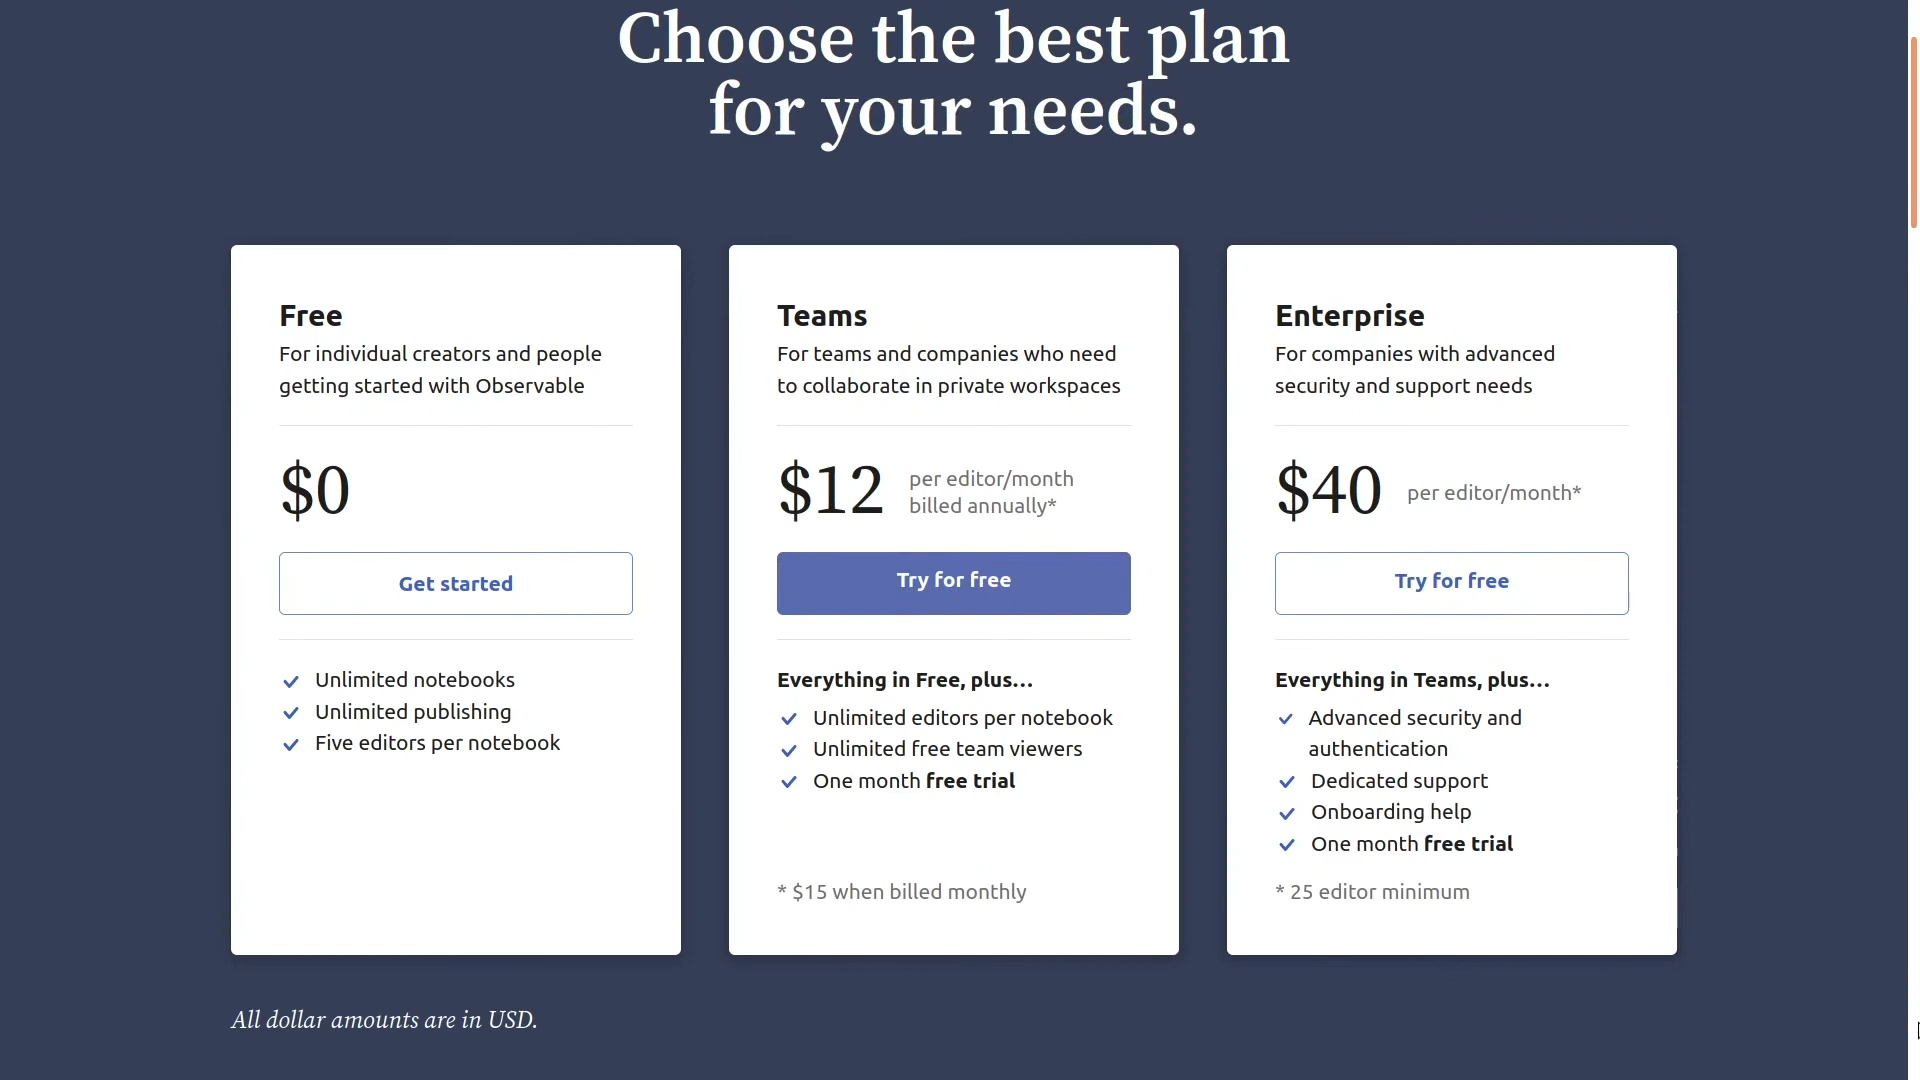 Choose the best plan
for your needs.
Free
For individual creators and people
getting started with Observable
$0
Get started
Unlimited notebooks
Unlimited publishing
Five editors per notebook
Teams
For teams and companies who need
to collaborate in private workspaces
$12 per editor/month
billed annually*
Try for free
Everything in Free, plus...
Unlimited editors per notebook
Unlimited free team viewers
One month free trial
* $15 when billed monthly
Enterprise
For companies with advanced
security and support needs
$40 per editor/month*
Try for free
Everything in Teams, plus...
Advanced security and
authentication
Dedicated support
Onboarding help
One month free trial
* 25 editor minimum
All dollar amounts are in USD.